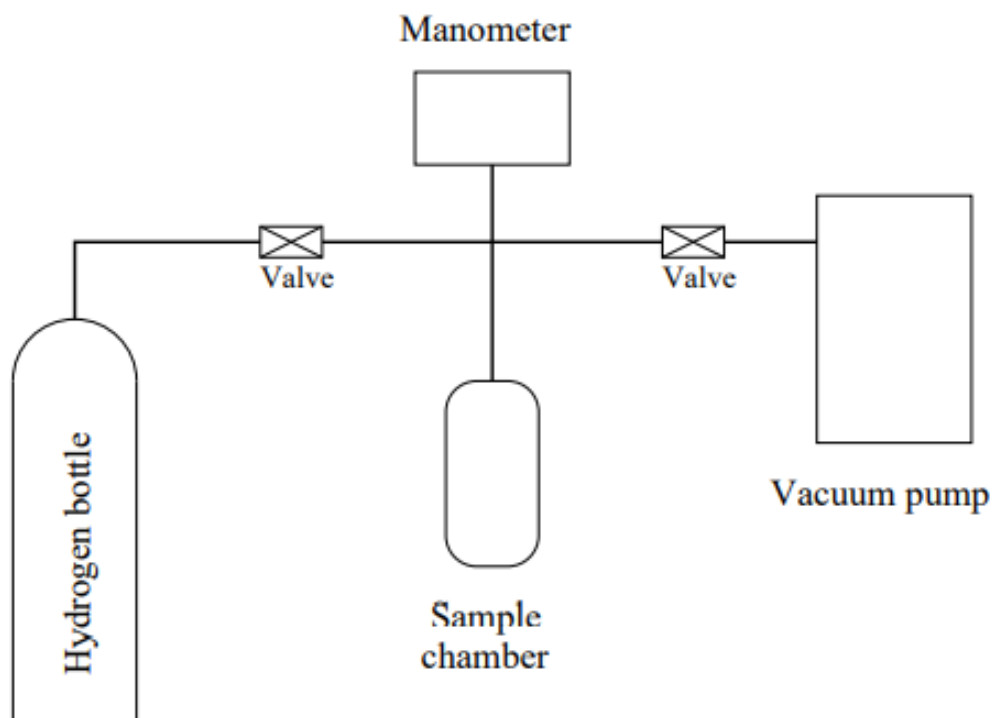 Manometer
Valve
Valve
Hydrogen bottle
Vacuum pump
Sample
chamber